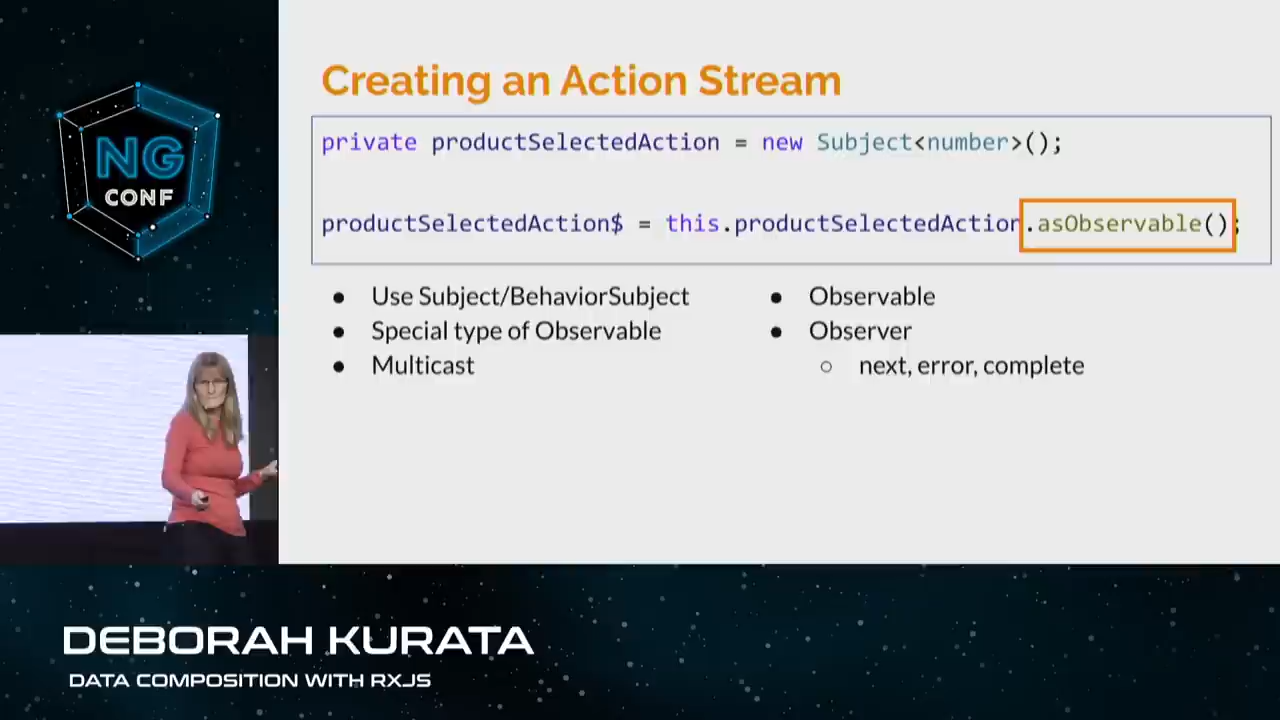 NG
CONF
Creating an Action Stream
private productSelectedAction = new Subject<number>();
productSelectedAction$ = this.productSelectedAction.asObservable();
● Use Subject/BehaviorSubject
● Special type of Observable
● Multicast
● Observable
● Observer
○ next, error, complete
DEBORAH KURATA
DATA COMPOSITION WITH RXJS